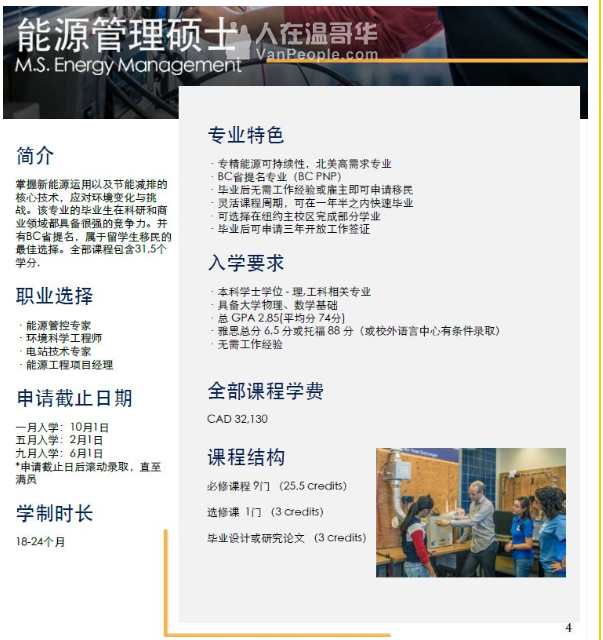 能源管理硕士
人在温哥华
VanPeople.com
M.S. Energy Management
简介
掌握新能源运用以及节能减排的
核心技术，应对环境变化与挑
战。该专业的毕业生在科研和商
业领域都具备很强的竞争力。并
有BC省提名，属于留学生移民的
最佳选择。全部课程包含31.5个
学分.
职业选择
·能源管控专家
·环境科学工程师
·电站技术专家
·能源工程项目经理
申请截止日期
一月入学：10月1日
五月入学：2月1日
九月入学：6月1日
*申请截止日后滚动录取，直至
满员
学制时长
18-24个月
专业特色
·专精能源可持续性，北美高需求专业
·BC省提名专业（BC PNP）
·毕业后无需工作经验或雇主即可申请移民
·灵活课程周期，可在一年半之内快速毕业
·可选择在纽约主校区完成部分学业
·毕业后可申请三年开放工作签证
入学要求
·本科学士学位 - 理,工科相关专业
·具备大学物理、数学基础
·总 GPA 2.85(平均分 74分)
·雅思总分 6.5 分或托福 88 分（或校外语言中心有条件录取）
·无需工作经验
全部课程学费
CAD 32,130
课程结构
必修课程 9门 （25.5 credits）
选修课 1门 （3 credits）
毕业设计或研究论文 （3 credits）
4